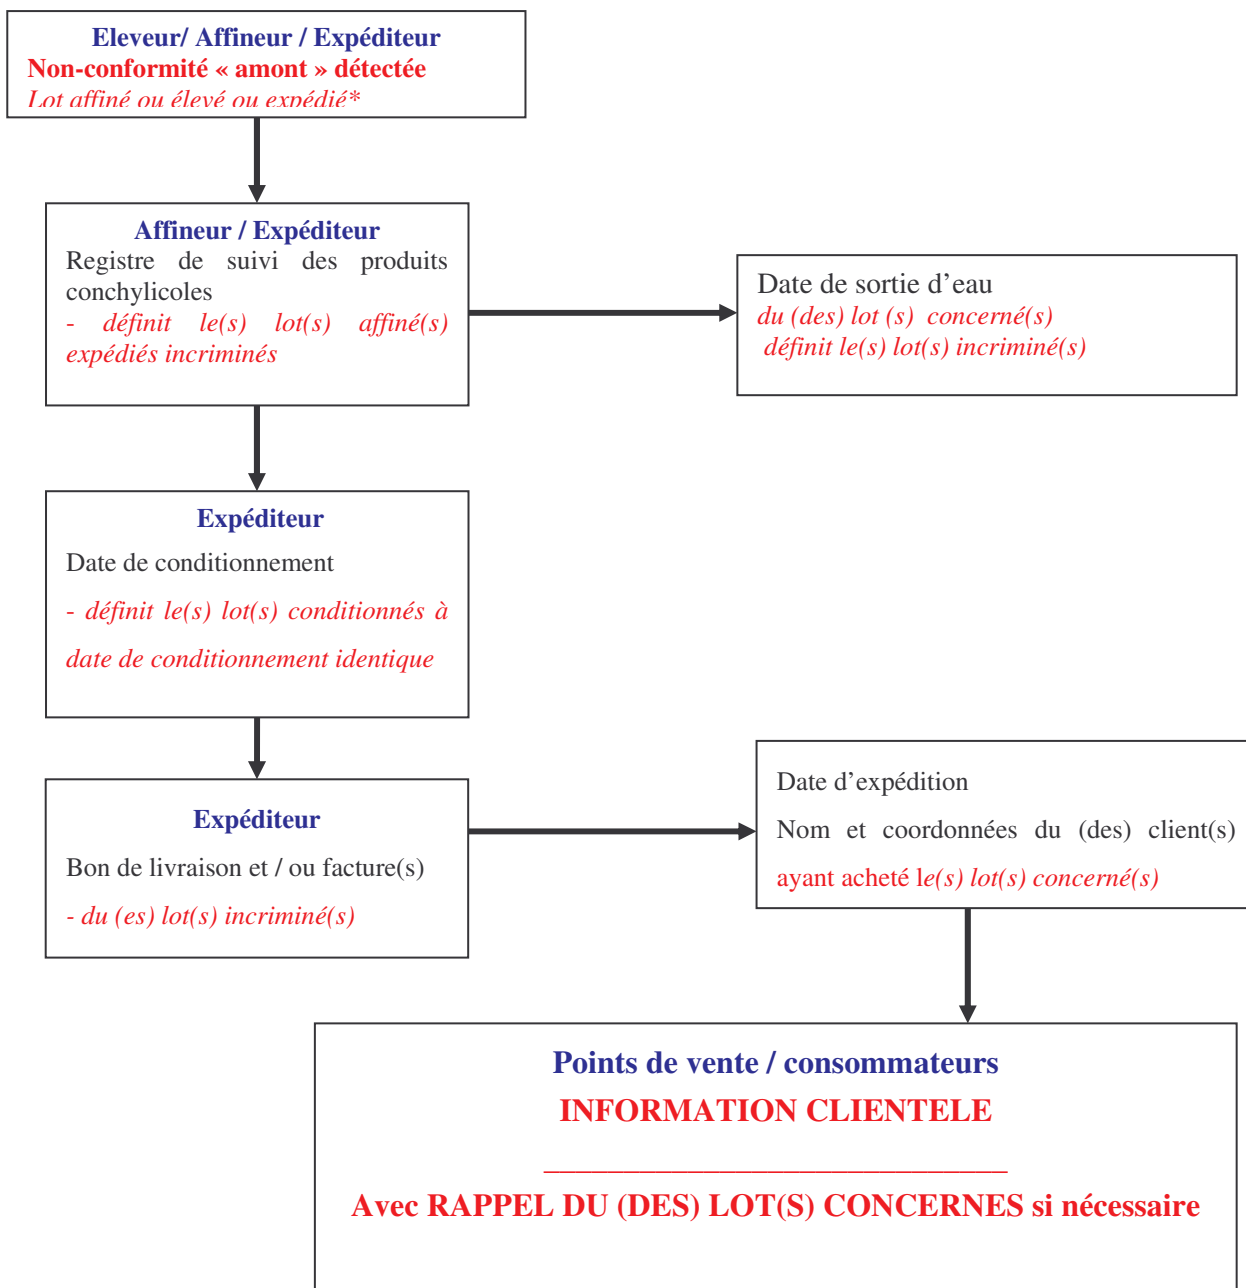 Eleveur/ Affineur / Expéditeur
Non-conformité « amont » détectée
Lot affiné ou élevé ou expédié*
Affineur / Expéditeur
Registre de suivi des produits
conchylicoles
- définit le(s) lot(s) affiné(s)
expédiés incriminés
Date de sortie d’eau
du (des) lot (s) concerné(s)
définit le(s) lot(s) incriminé(s)
Expéditeur
Date de conditionnement
- définit le(s) lot(s) conditionnés à
date de conditionnement identique
Expéditeur
Bon de livraison et / ou facture(s)
- du (es) lot(s) incriminé(s)
Date d’expédition
Nom et coordonnées du (des) client(s)
ayant acheté le(s) lot(s) concerné(s)
Points de vente / consommateurs
INFORMATION CLIENTELE
Avec RAPPEL DU (DES) LOT(S) CONCERNES si nécessaire